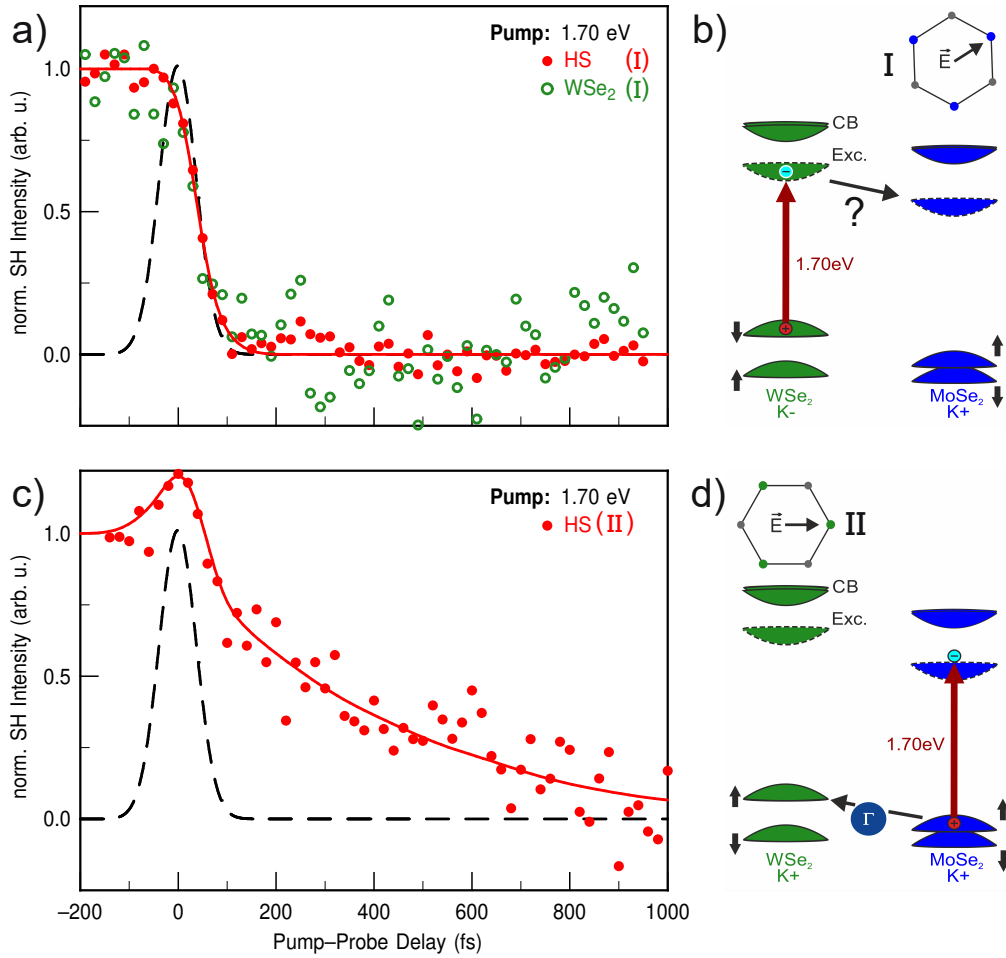 a)
Pump: 1.70 eV
HS (I)
WSe₂ (I)
norm. SH Intensity (arb. u.)
1.0
0.5
0.0
b)
I
E⃗
CB
Exc.
?
1.70eV
WSe₂
K-
MoSe₂
K+
c)
Pump: 1.70 eV
HS (II)
norm. SH Intensity (arb. u.)
1.0
0.5
0.0
−200
0
200
400
600
800
1000
Pump–Probe Delay (fs)
d)
E⃗
II
CB
Exc.
1.70eV
Γ
WSe₂
K+
MoSe₂
K+